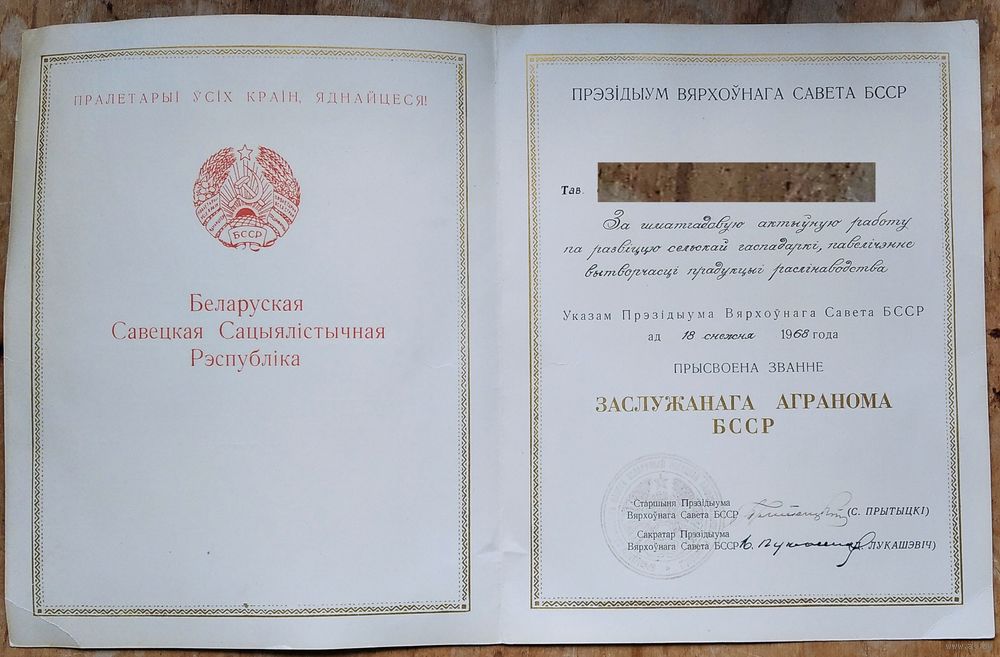 ПРАЛЕТАРЫІ ЎСІХ КРАІН, ЯДНАЙЦЕСЯ!
БССР
Беларуская
Савецкая Сацыялістычная
Рэспубліка
ПРЭЗІДЫУМ ВЯРХОЎНАГА САВЕТА БССР
Тав.
За шматгадовую актыўную работу
па развіццю сельскай гаспадаркі, павелічэнне
вытворчасці прадукцыі раслінаводства
Указам Прэзідыума Вярхоўнага Савета БССР
ад 18 снежня 1968 года
ПРЫСВОЕНА ЗВАННЕ
ЗАСЛУЖАНАГА АГРАНОМА
БССР
Старшыня Прэзідыума
Вярхоўнага Савета БССР (С. ПРЫТЫЦКІ)
Сакратар Прэзідыума
Вярхоўнага Савета БССР ЛУКАШЭВІЧ)